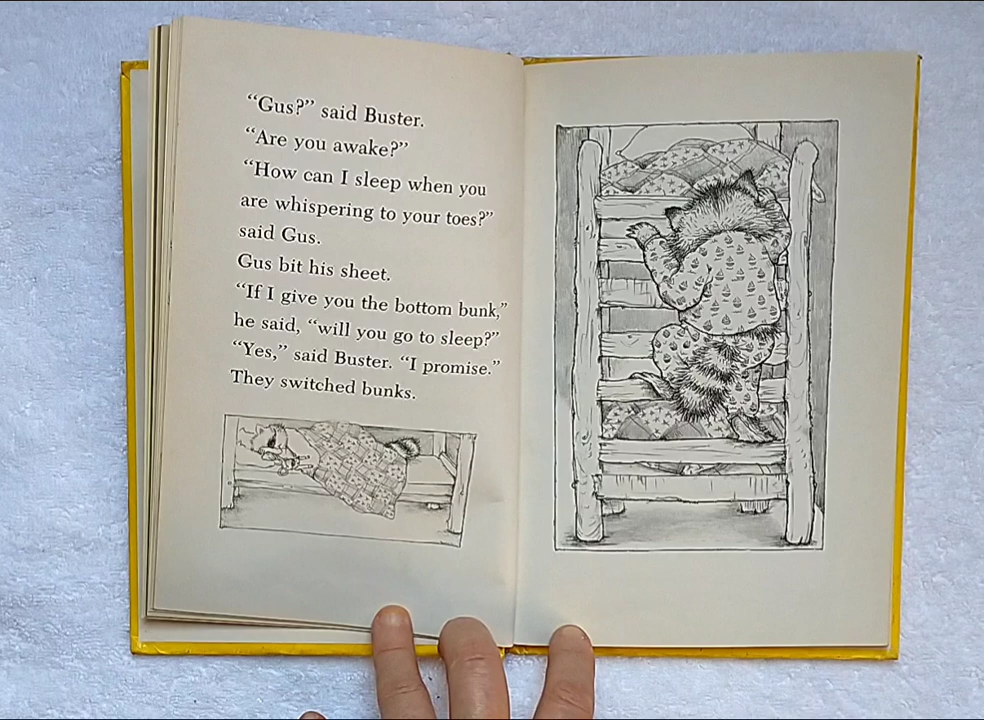 “Gus?” said Buster.
“Are you awake?”
“How can I sleep when you
are whispering to your toes?”
said Gus.
Gus bit his sheet.
“If I give you the bottom bunk,”
he said, “will you go to sleep?”
“Yes,” said Buster. “I promise.”
They switched bunks.